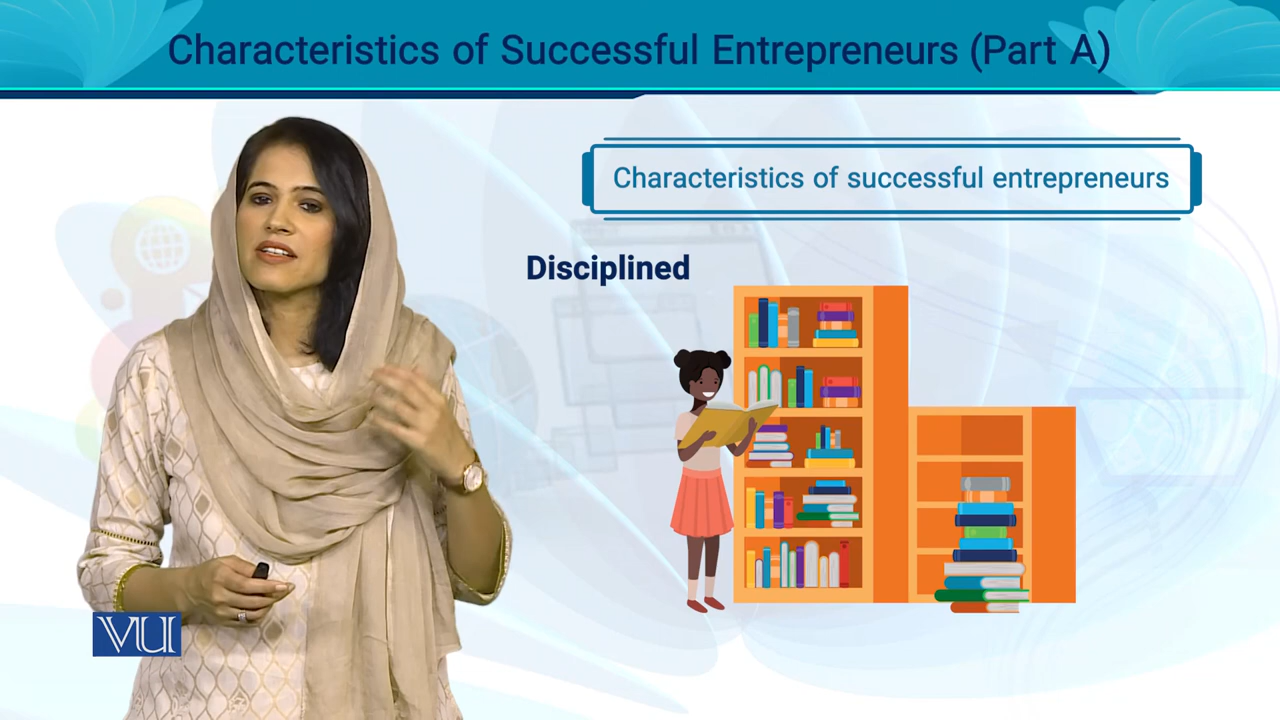 Characteristics of Successful Entrepreneurs (Part A)
Characteristics of successful entrepreneurs
Disciplined
VU